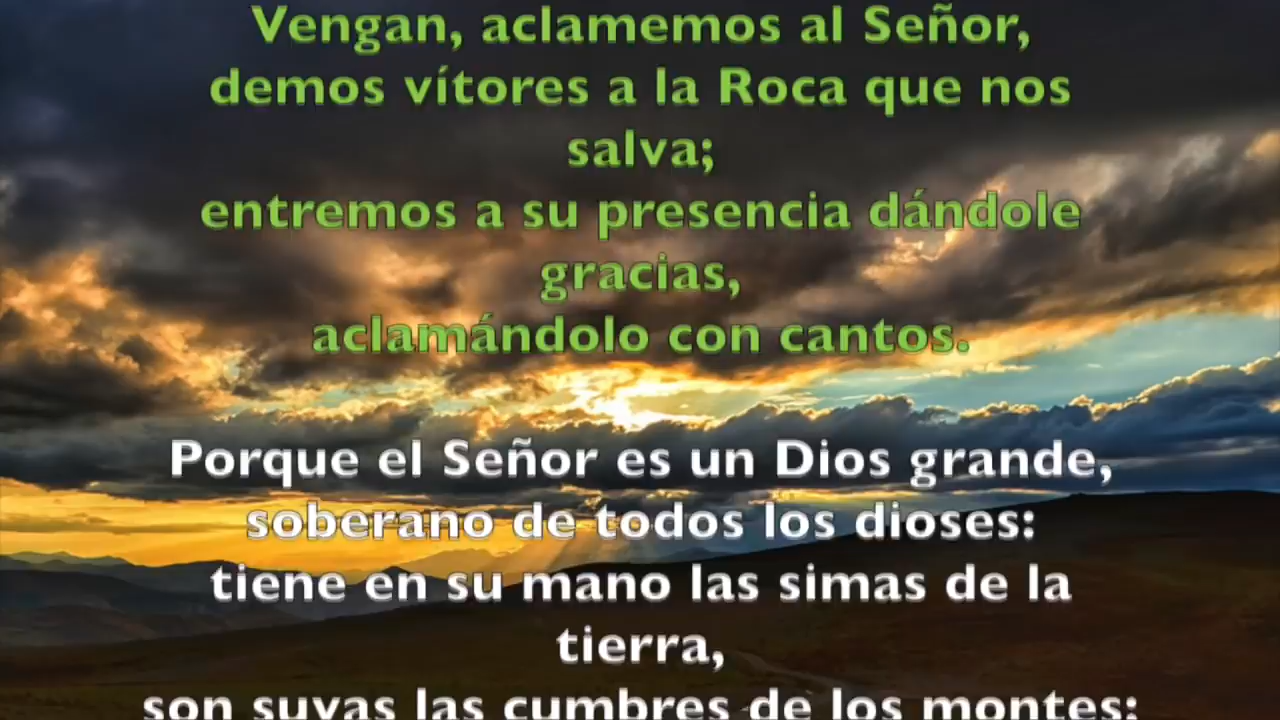 Vengan, aclamemos al Señor,
demos vítores a la Roca que nos
salva;
entremos a su presencia dándole
gracias,
aclamándolo con cantos.
Porque el Señor es un Dios grande,
soberano de todos los dioses:
tiene en su mano las simas de la
tierra,
son suyas las cumbres de los montes;